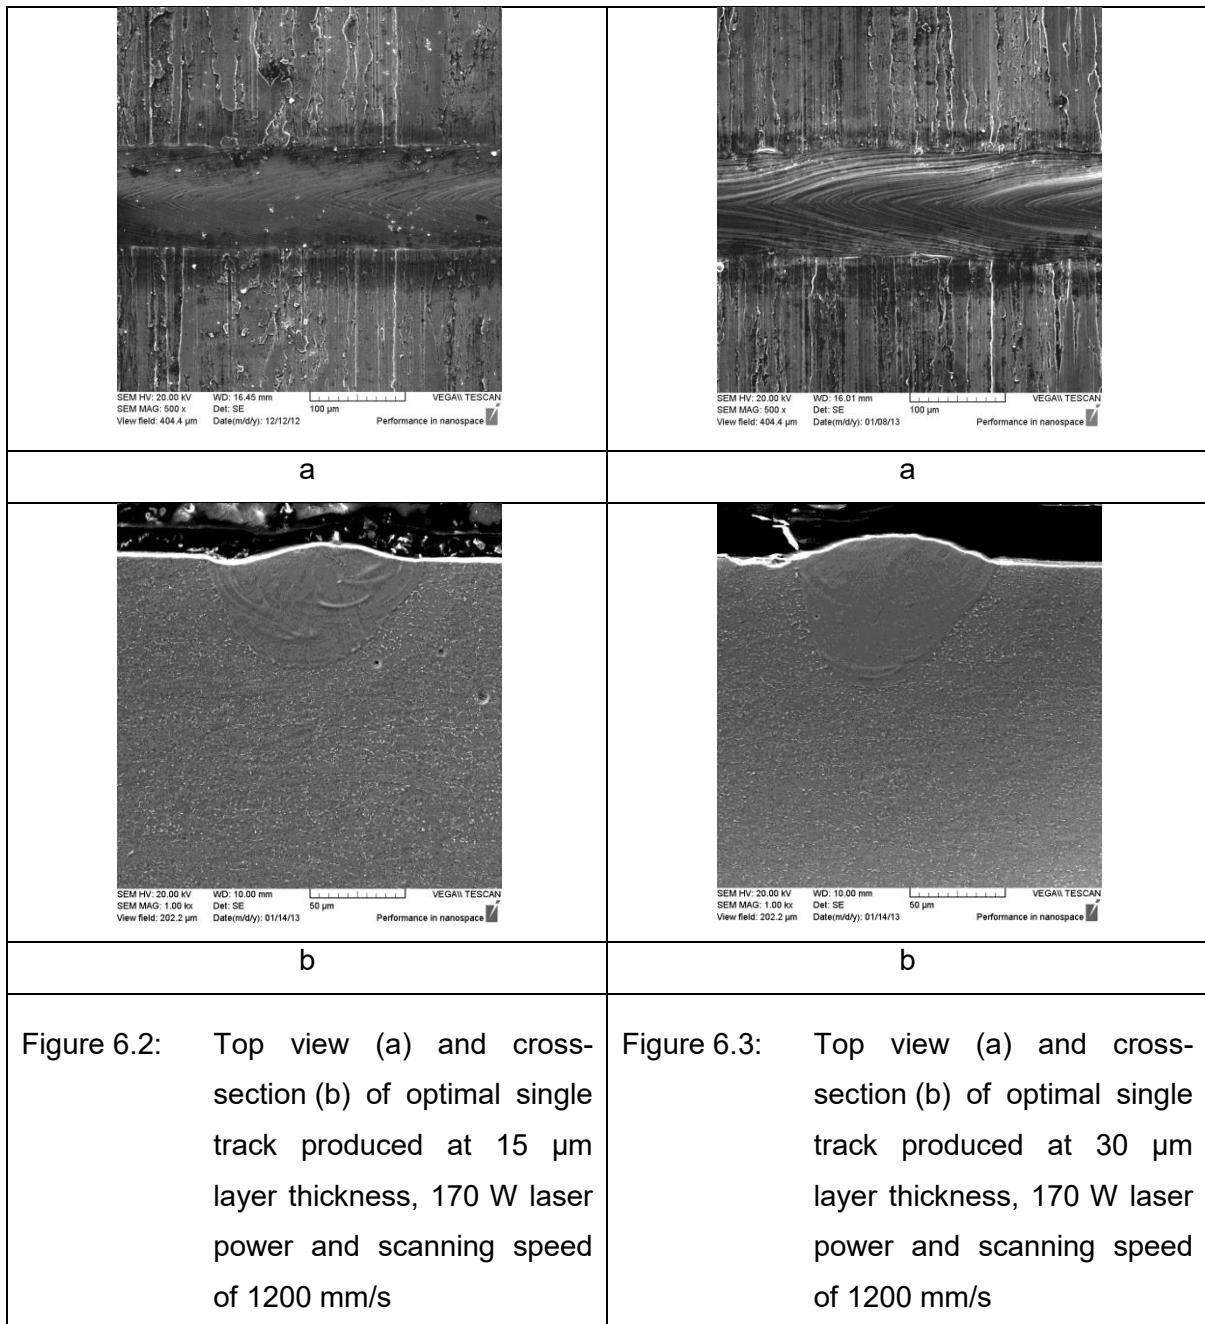 SEM HV: 20.00 kV WD: 16.45 mm VEGA\\ TESCAN
SEM MAG: 500 x Det: SE 100 µm
View field: 404.4 µm Date(m/d/y): 12/12/12 Performance in nanospace
SEM HV: 20.00 kV WD: 16.01 mm VEGA\\ TESCAN
SEM MAG: 500 x Det: SE 100 µm
View field: 404.4 µm Date(m/d/y): 01/08/13 Performance in nanospace
a
a
SEM HV: 20.00 kV WD: 10.00 mm VEGA\\ TESCAN
SEM MAG: 1.00 kx Det: SE 50 µm
View field: 202.2 µm Date(m/d/y): 01/14/13 Performance in nanospace
SEM HV: 20.00 kV WD: 10.00 mm VEGA\\ TESCAN
SEM MAG: 1.00 kx Det: SE 50 µm
View field: 202.2 µm Date(m/d/y): 01/14/13 Performance in nanospace
b
b
Figure 6.2: Top view (a) and cross-
section (b) of optimal single
track produced at 15 µm
layer thickness, 170 W laser
power and scanning speed
of 1200 mm/s
Figure 6.3: Top view (a) and cross-
section (b) of optimal single
track produced at 30 µm
layer thickness, 170 W laser
power and scanning speed
of 1200 mm/s